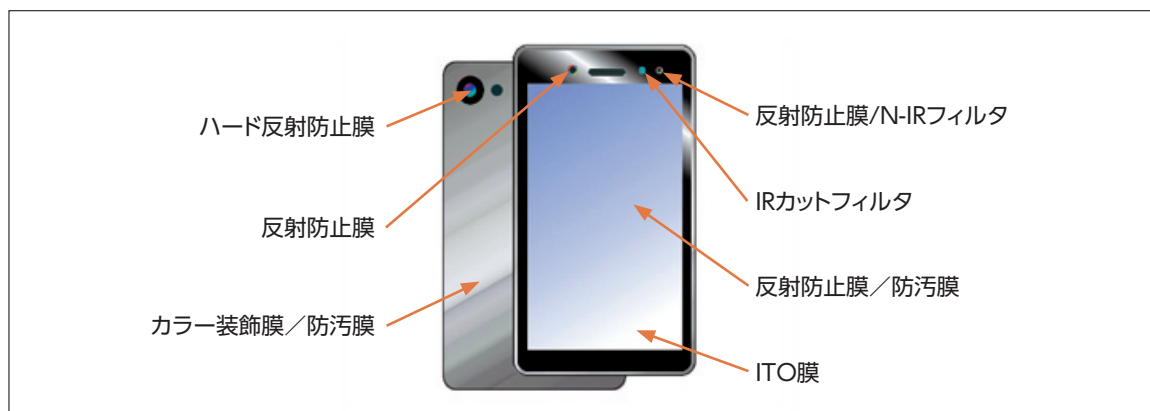 ハード反射防止膜
反射防止膜
カラー装飾膜／防汚膜
反射防止膜/N-IRフィルタ
IRカットフィルタ
反射防止膜／防汚膜
ITO膜